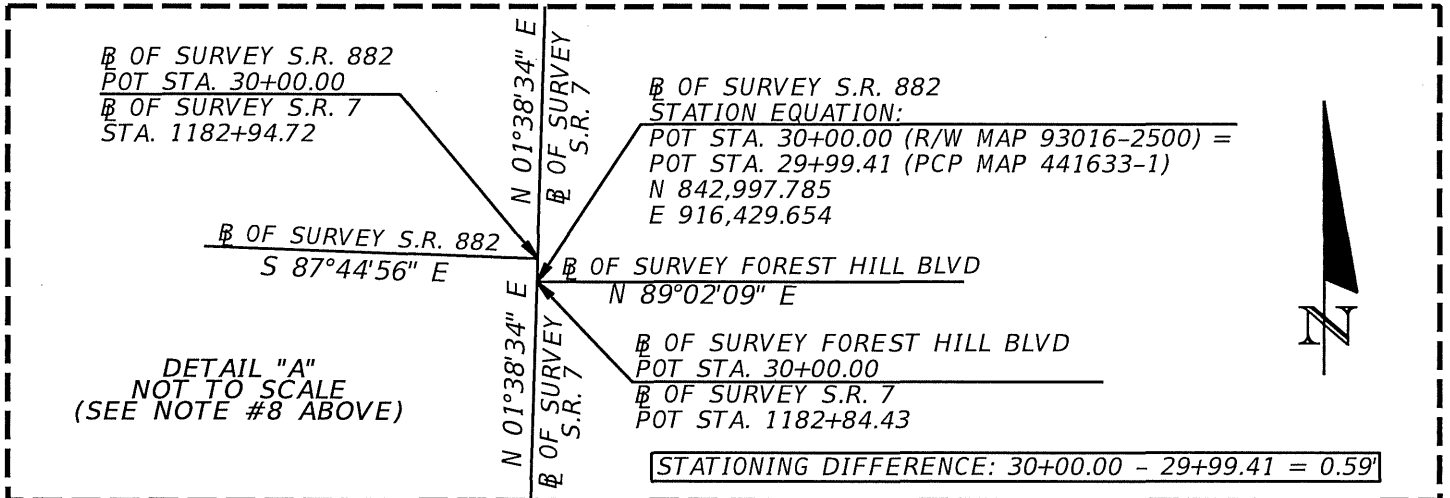 ℄ OF SURVEY S.R. 882
POT STA. 30+00.00
℄ OF SURVEY S.R. 7
STA. 1182+94.72
N 01°38'34" E
℄ OF SURVEY
S.R. 7
℄ OF SURVEY S.R. 882
STATION EQUATION:
POT STA. 30+00.00 (R/W MAP 93016-2500) =
POT STA. 29+99.41 (PCP MAP 441633-1)
N 842,997.785
E 916,429.654
℄ OF SURVEY S.R. 882
S 87°44'56" E
℄ OF SURVEY FOREST HILL BLVD
N 89°02'09" E
N 01°38'34" E
℄ OF SURVEY
S.R. 7
℄ OF SURVEY FOREST HILL BLVD
POT STA. 30+00.00
℄ OF SURVEY S.R. 7
POT STA. 1182+84.43
DETAIL "A"
NOT TO SCALE
(SEE NOTE #8 ABOVE)
N
STATIONING DIFFERENCE: 30+00.00 - 29+99.41 = 0.59'